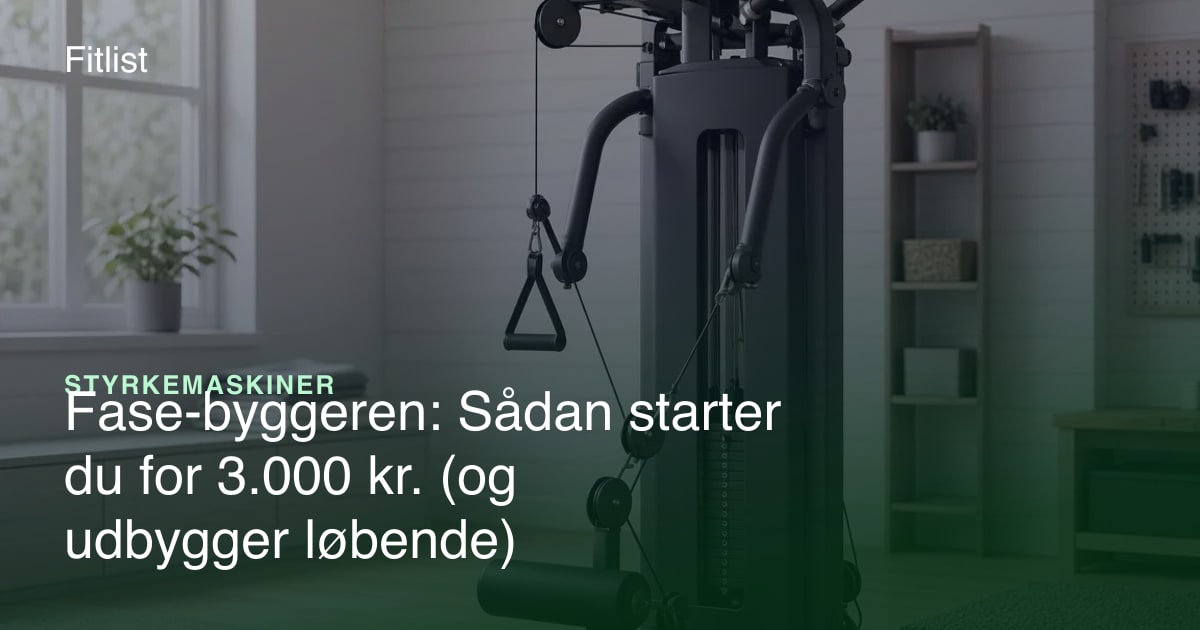 Fitlist
STYRKEMASKINER
Fase-byggeren: Sådan starter
du for 3.000 kr. (og
udbygger løbende)